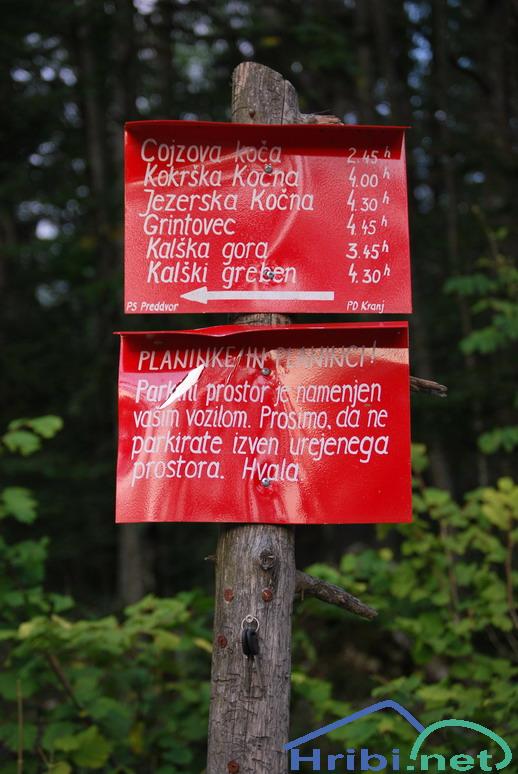 Cojzova koča 2.45 h
Kokrška Kočna 4.00 h
Jezerska Kočna 4.30 h
Grintovec 4.45 h
Kalška gora 3.45 h
Kalški greben 4.30 h
PS Preddvor PD Kranj
PLANINKE IN PLANINCI!
Parkirni prostor je namenjen
vašim vozilom. Prosimo, da ne
parkirate izven urejenega
prostora. Hvala.
Hribi.net